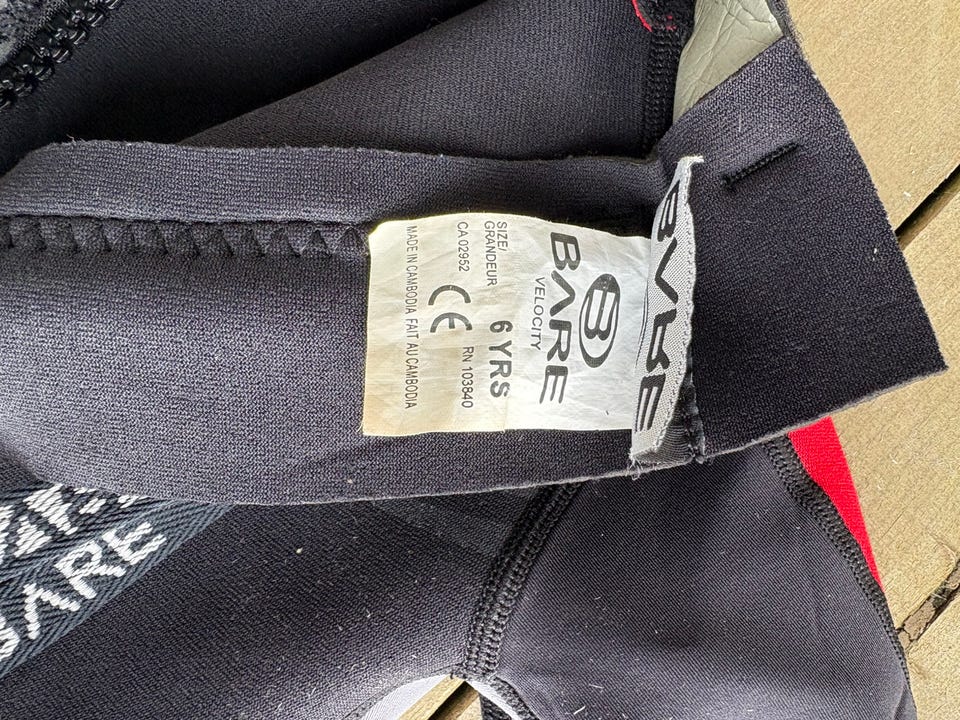 BARE
B
BARE
VELOCITY
SIZE/
GRANDEUR 6 YRS
CA 02952 RN 103840
CE
MADE IN CAMBODIA FAIT AU CAMBODIA
BARE